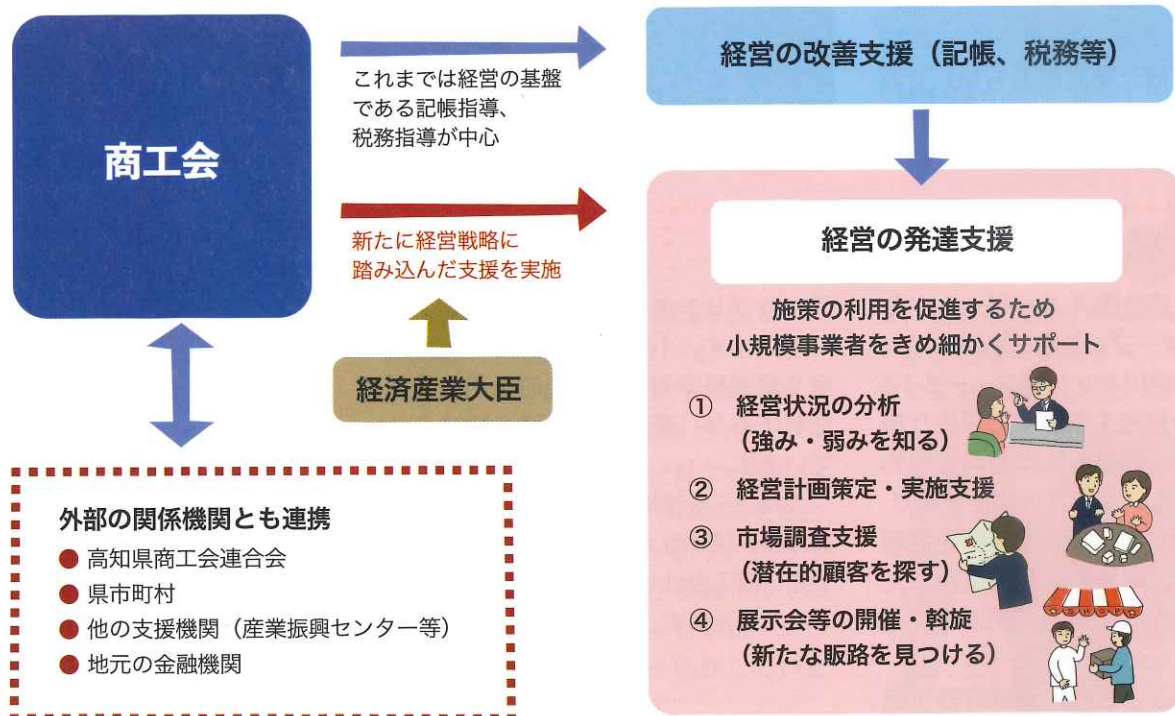 商工会
これまでは経営の基盤
である記帳指導、
税務指導が中心
新たに経営戦略に
踏み込んだ支援を実施
経済産業大臣
外部の関係機関とも連携
● 高知県商工会連合会
● 県市町村
● 他の支援機関（産業振興センター等）
● 地元の金融機関
経営の改善支援（記帳、税務等）
経営の発達支援
施策の利用を促進するため
小規模事業者をきめ細かくサポート
① 経営状況の分析
（強み・弱みを知る）
② 経営計画策定・実施支援
③ 市場調査支援
（潜在的顧客を探す）
④ 展示会等の開催・斡旋
（新たな販路を見つける）
SHOP